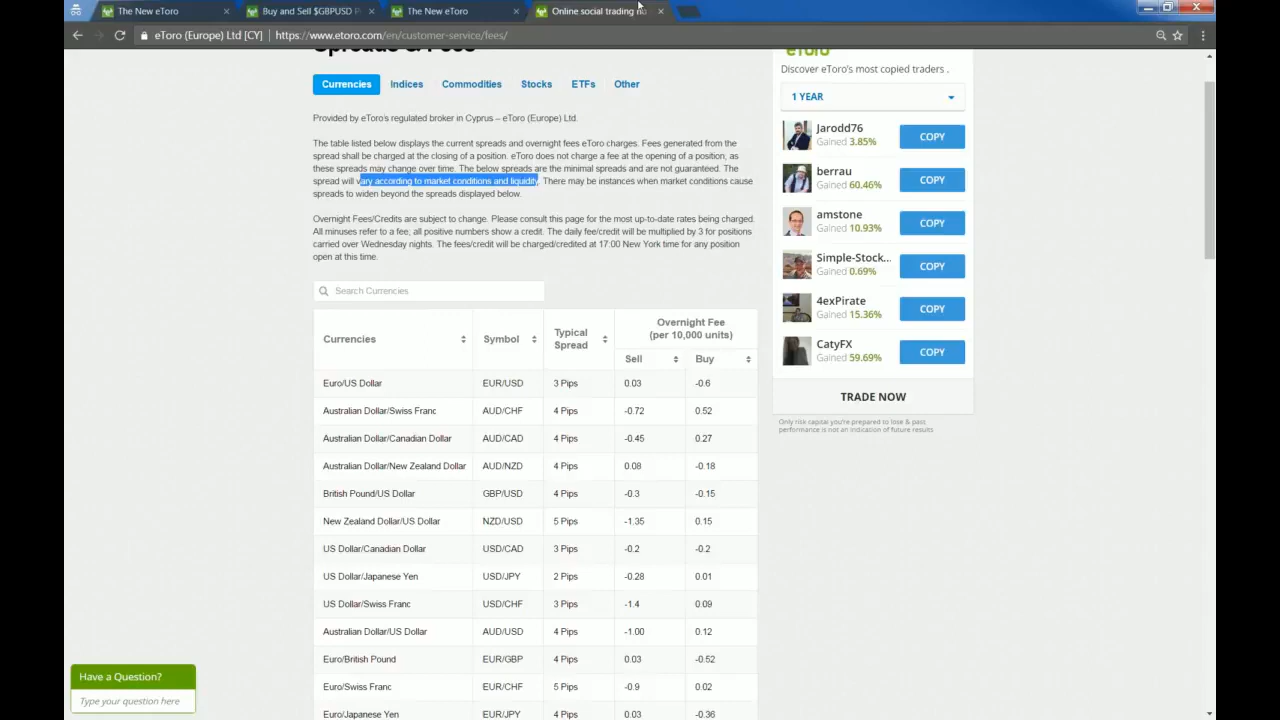 The New eToro
Buy and Sell $GBPUSD
The New eToro
Online social trading
eToro (Europe) Ltd [CY]
https://www.etoro.com/en/customer-service/fees/
Spreads & Fees
Currencies Indices Commodities Stocks ETFs Other
Provided by eToro's regulated broker in Cyprus – eToro (Europe) Ltd.
The table listed below displays the current spreads and overnight fees eToro charges. Fees generated from the
spread shall be charged at the closing of a position. eToro does not charge a fee at the opening of a position, as
these spreads may change over time. The below spreads are the minimal spreads and are not guaranteed. The
spread will vary according to market conditions and liquidity. There may be instances when market conditions cause
spreads to widen beyond the spreads displayed below.
Overnight Fees/Credits are subject to change. Please consult this page for the most up-to-date rates being charged.
All minuses refer to a fee; all positive numbers show a credit. The daily fee/credit will be multiplied by 3 for positions
carried over Wednesday nights. The fees/credit will be charged/credited at 17:00 New York time for any position
open at this time.
Search Currencies
Currencies Symbol Typical Spread Overnight Fee (per 10,000 units)
Sell Buy
Euro/US Dollar EUR/USD 3 Pips 0.03 -0.6
Australian Dollar/Swiss Franc AUD/CHF 4 Pips -0.72 0.52
Australian Dollar/Canadian Dollar AUD/CAD 4 Pips -0.45 0.27
Australian Dollar/New Zealand Dollar AUD/NZD 4 Pips 0.08 -0.18
British Pound/US Dollar GBP/USD 4 Pips -0.3 -0.15
New Zealand Dollar/US Dollar NZD/USD 5 Pips -1.35 0.15
US Dollar/Canadian Dollar USD/CAD 3 Pips -0.2 -0.2
US Dollar/Japanese Yen USD/JPY 2 Pips -0.28 0.01
US Dollar/Swiss Franc USD/CHF 3 Pips -1.4 0.09
Australian Dollar/US Dollar AUD/USD 4 Pips -1.00 0.12
Euro/British Pound EUR/GBP 4 Pips 0.03 -0.52
Euro/Swiss Franc EUR/CHF 5 Pips -0.9 0.02
Euro/Japanese Yen EUR/JPY 4 Pips 0.03 -0.36
eToro
Discover eToro's most copied traders .
1 YEAR
Jarodd76
Gained 3.85%
COPY
berrau
Gained 60.46%
COPY
amstone
Gained 10.93%
COPY
Simple-Stock...
Gained 0.69%
COPY
4exPirate
Gained 15.36%
COPY
CatyFX
Gained 59.69%
COPY
TRADE NOW
Only risk capital you're prepared to lose & past
performance is not an indication of future results
Have a Question?
Type your question here